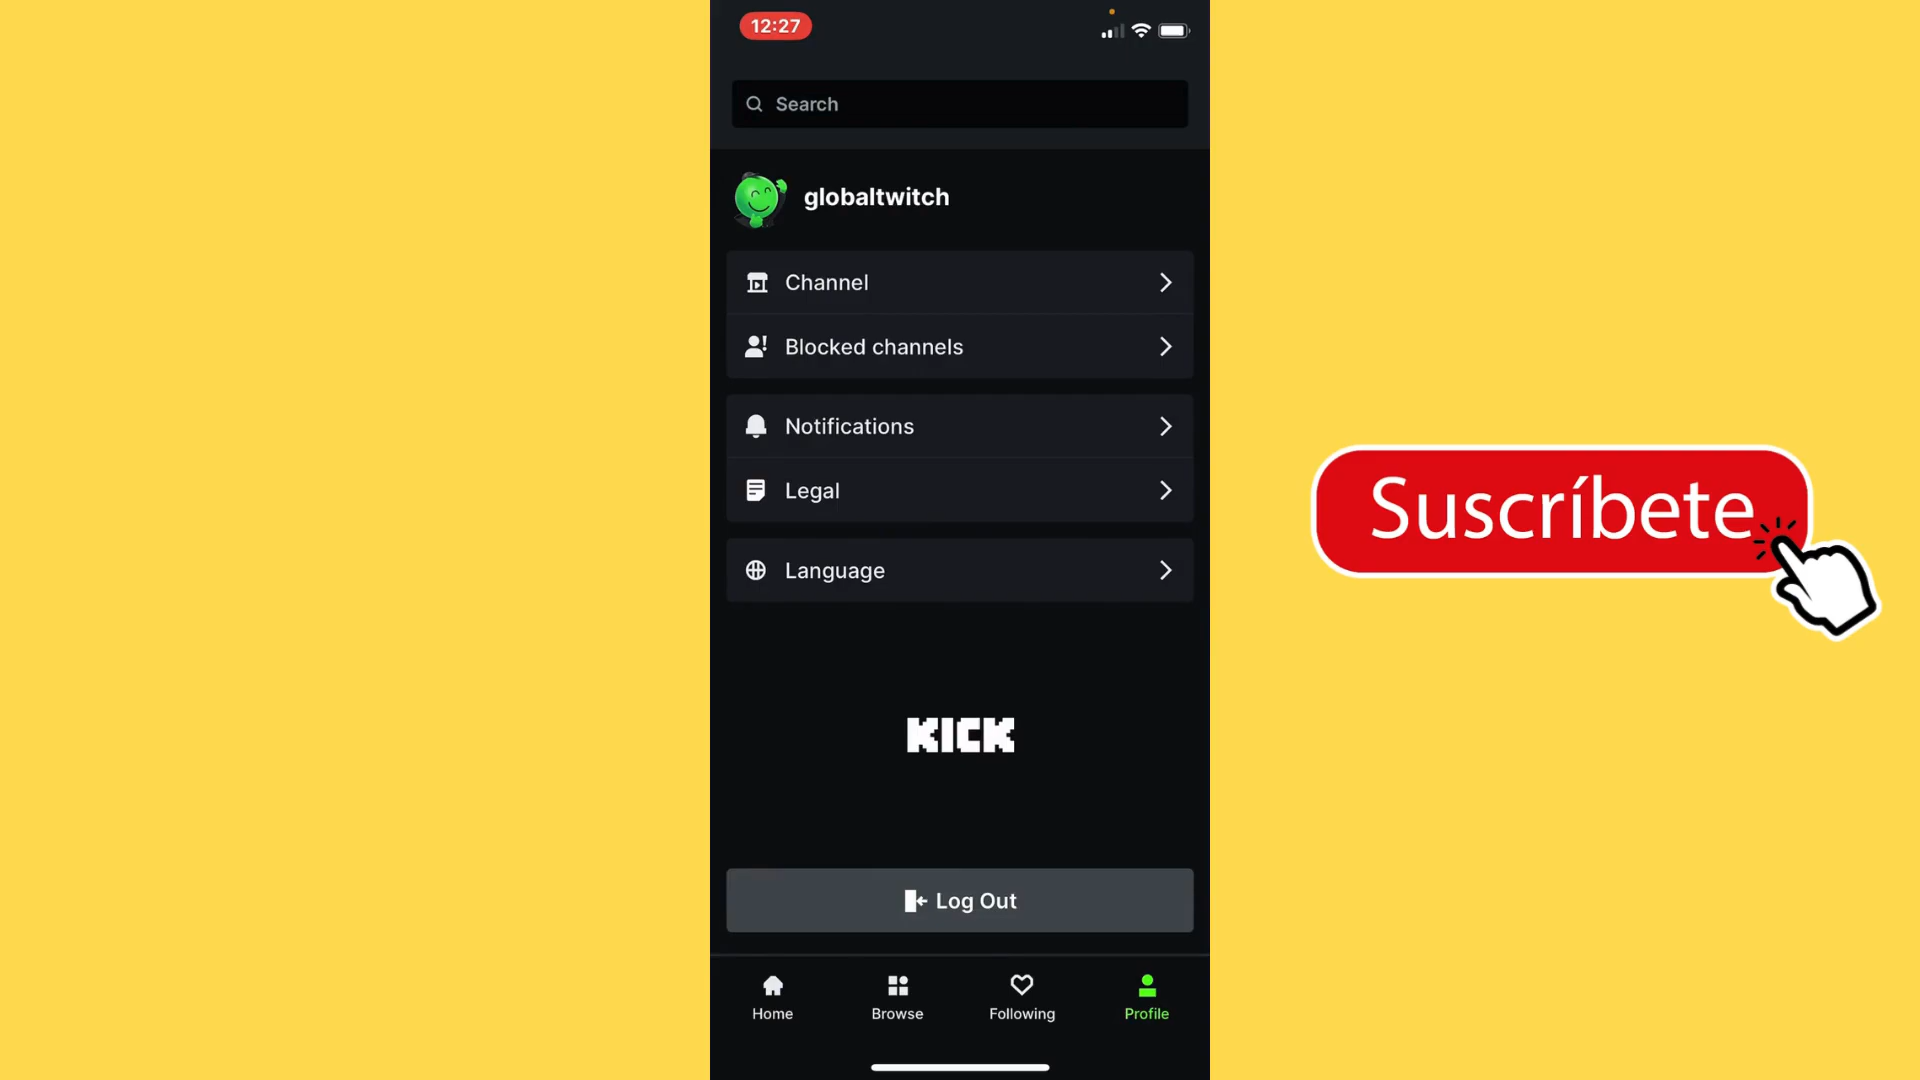 12:27
Search
globaltwitch
Channel
Blocked channels
Notifications
Legal
Language
Suscríbete
KICK
Log Out
Home
Browse
Following
Profile